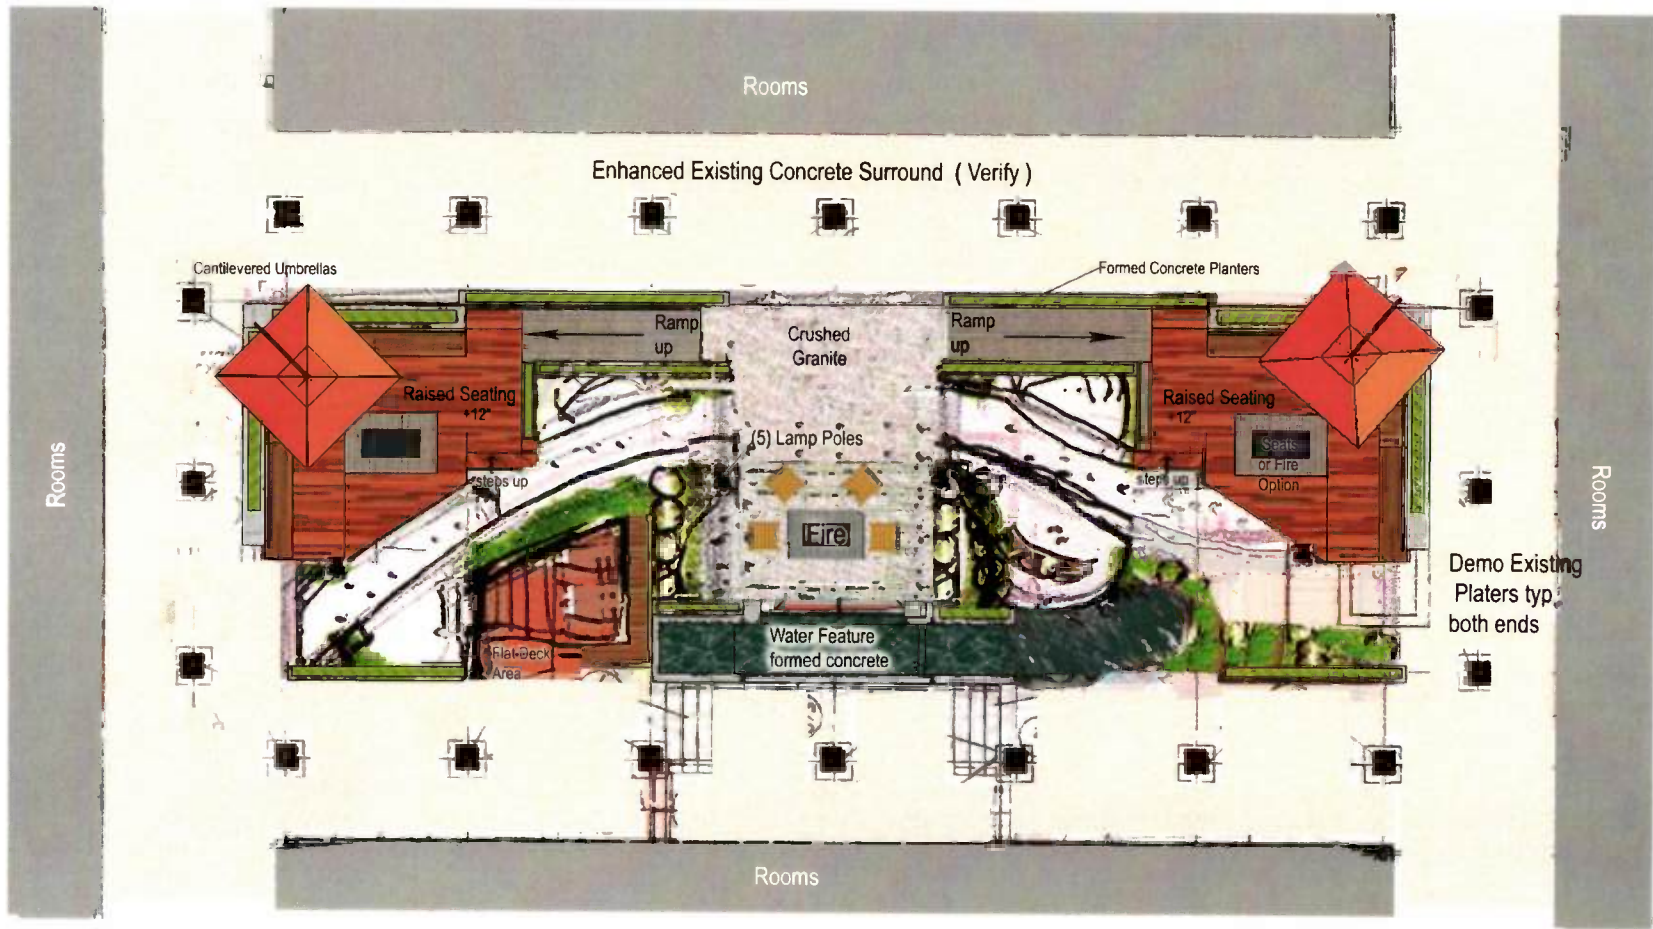 Rooms
Enhanced Existing Concrete Surround ( Verify )
Cantilevered Umbrellas
Formed Concrete Planters
Ramp
up
Crushed
Granite
Ramp
up
Raised Seating
+12"
Raised Seating
+12"
(5) Lamp Poles
Seats
or Fire
Option
steps up
steps up
Rooms
Rooms
Fire
Demo Existing
Platers typ
both ends
Water Feature
formed concrete
Flat Deck
Area
Rooms